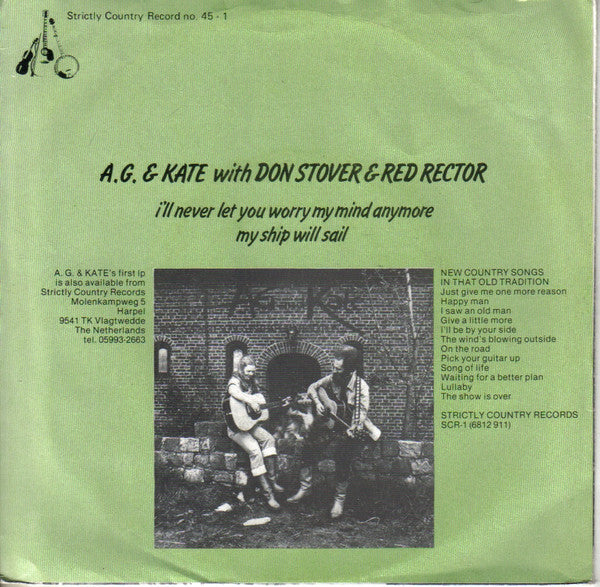 Strictly Country Record no. 45 - 1
A.G. & KATE with DON STOVER & RED RECTOR
i'll never let you worry my mind anymore
my ship will sail
A. G. & KATE's first lp
is also available from
Strictly Country Records
Molenkampweg 5
Harpel
9541 TK Vlagtwedde
The Netherlands
tel. 05993-2663
A.G. Kate
NEW COUNTRY SONGS
IN THAT OLD TRADITION
Just give me one more reason
Happy man
I saw an old man
Give a little more
I'll be by your side
The wind's blowing outside
On the road
Pick your guitar up
Song of life
Waiting for a better plan
Lullaby
The show is over
STRICTLY COUNTRY RECORDS
SCR-1 (6812 911)